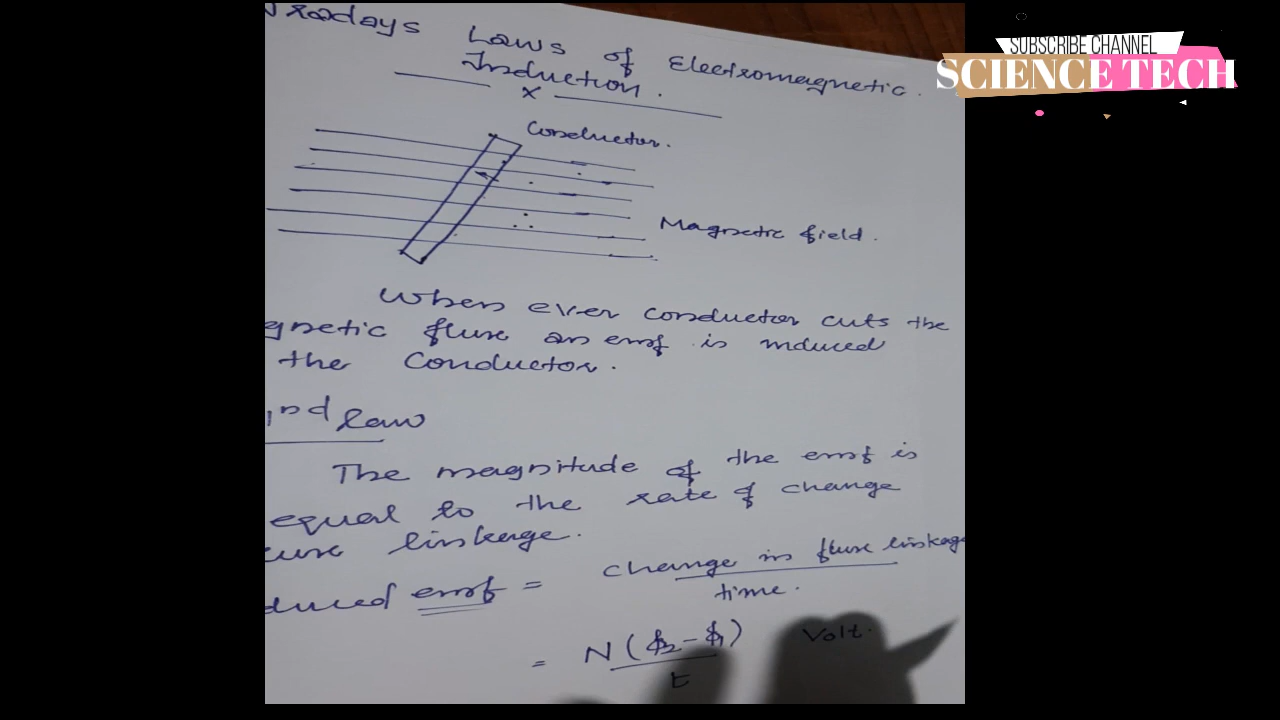 radays Laws of Electromagnetic.
Induction.
x
Conductor.
Magnetic field.
When ever conductor cuts the
gnetic flux an emf is induced
the Conductor.
nd law
The magnitude of the emf is
equal to the rate of change
linkage.
duced emf = change in flux linkage
time.
= N(ϕ2-ϕ1) Volt.
t
SUBSCRIBE CHANNEL
SCIENCE TECH